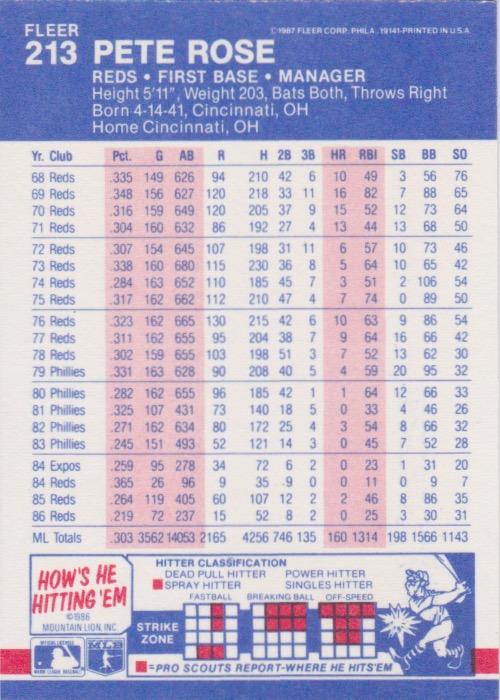 FLEER
213 PETE ROSE
©1987 FLEER CORP. PHILA. 19141-PRINTED IN U.S.A.
REDS • FIRST BASE • MANAGER
Height 5'11", Weight 203, Bats Both, Throws Right
Born 4-14-41, Cincinnati, OH
Home Cincinnati, OH
Yr. Club Pct. G AB R H 2B 3B HR RBI SB BB SO
68 Reds .335 149 626 94 210 42 6 10 49 3 56 76
69 Reds .348 156 627 120 218 33 11 16 82 7 88 65
70 Reds .316 159 649 120 205 37 9 15 52 12 73 64
71 Reds .304 160 632 86 192 27 4 13 44 13 68 50
72 Reds .307 154 645 107 198 31 11 6 57 10 73 46
73 Reds .338 160 680 115 230 36 8 5 64 10 65 42
74 Reds .284 163 652 110 185 45 7 3 51 2 106 54
75 Reds .317 162 662 112 210 47 4 7 74 0 89 50
76 Reds .323 162 665 130 215 42 6 10 63 9 86 54
77 Reds .311 162 655 95 204 38 7 9 64 16 66 42
78 Reds .302 159 655 103 198 51 3 7 52 13 62 30
79 Phillies .331 163 628 90 208 40 5 4 59 20 95 32
80 Phillies .282 162 655 96 185 42 1 1 64 12 66 33
81 Phillies .325 107 431 73 140 18 5 0 33 4 46 26
82 Phillies .271 162 634 80 172 25 4 3 54 8 66 32
83 Phillies .245 151 493 52 121 14 3 0 45 7 52 28
84 Expos .259 95 278 34 72 6 2 0 23 1 31 20
84 Reds .365 26 96 9 35 9 0 0 11 0 9 7
85 Reds .264 119 405 60 107 12 2 2 46 8 86 35
86 Reds .219 72 237 15 52 8 2 0 25 3 30 31
ML Totals .303 3562 14053 2165 4256 746 135 160 1314 198 1566 1143
HOW'S HE
HITTING 'EM
©1986
MOUNTAIN LION, INC
HITTER CLASSIFICATION
DEAD PULL HITTER POWER HITTER
SPRAY HITTER SINGLES HITTER
FASTBALL BREAKING BALL OFF-SPEED
STRIKE
ZONE
=PRO SCOUTS REPORT-WHERE HE HITS'EM